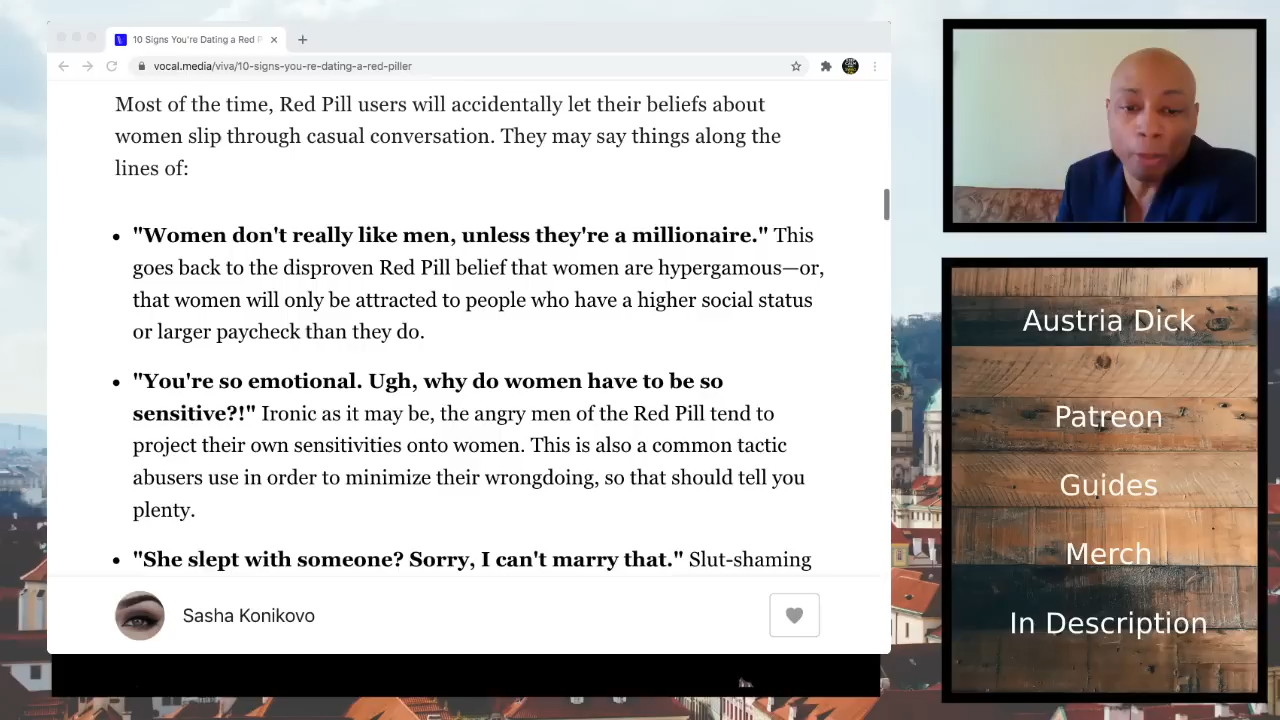 10 Signs You're Dating a Red P
vocal.media/viva/10-signs-you-re-dating-a-red-piller
Most of the time, Red Pill users will accidentally let their beliefs about
women slip through casual conversation. They may say things along the
lines of:
• "Women don't really like men, unless they're a millionaire." This
goes back to the disproven Red Pill belief that women are hypergamous—or,
that women will only be attracted to people who have a higher social status
or larger paycheck than they do.
• "You're so emotional. Ugh, why do women have to be so
sensitive?!" Ironic as it may be, the angry men of the Red Pill tend to
project their own sensitivities onto women. This is also a common tactic
abusers use in order to minimize their wrongdoing, so that should tell you
plenty.
• "She slept with someone? Sorry, I can't marry that." Slut-shaming
Sasha Konikovo
Austria Dick
Patreon
Guides
Merch
In Description